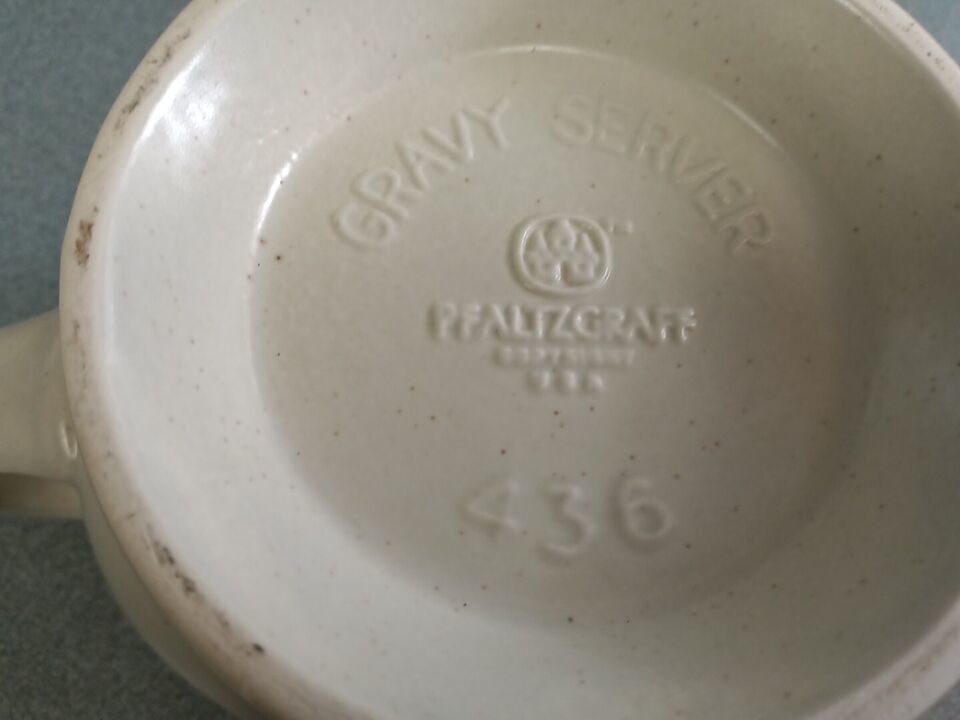 GRAVY SERVER
PFALTZGRAFF
COPYRIGHT
USA
436